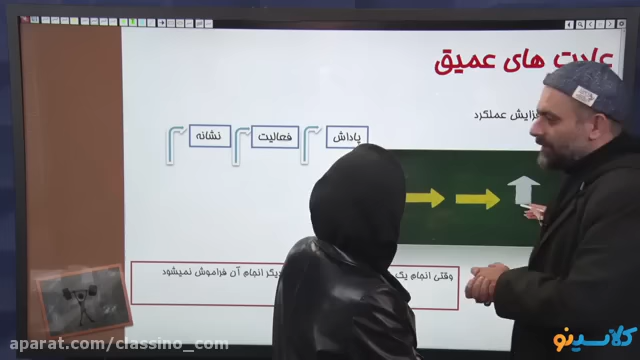 عادت های عمیق
افزایش عملکرد
نشانه
فعالیت
پاداش
وقتی انجام یک
دیگر انجام آن فراموش نمیشود
aparat.com/classino_com
کلاسینو